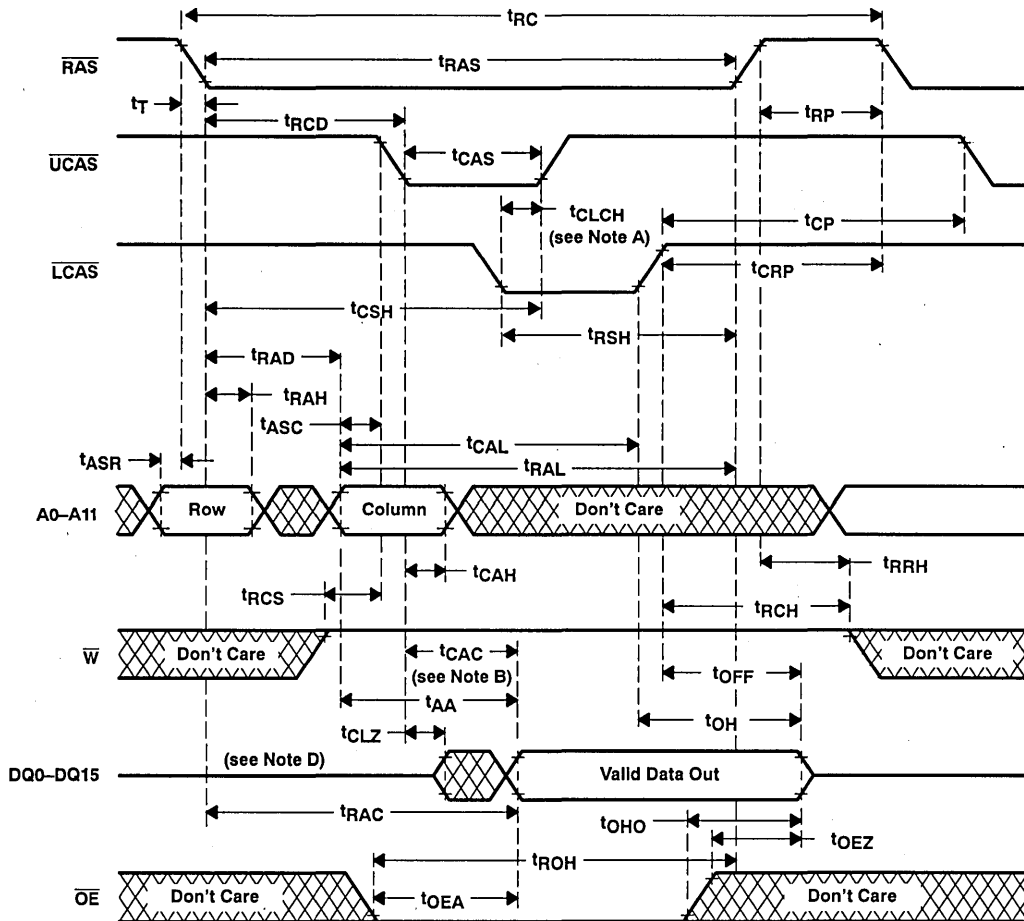 tRC
RAS
tRAS
tT
tRP
tRCD
UCAS
tCAS
tCLCH
(see Note A)
tCP
LCAS
tCRP
tCSH
tRSH
tRAD
tRAH
tASC
tCAL
tASR
tRAL
A0–A11
Row
Column
Don't Care
tCAH
tRRH
tRCS
tRCH
W
Don't Care
Don't Care
tCAC
(see Note B)
tOFF
tAA
tOH
tCLZ
(see Note D)
DQ0–DQ15
Valid Data Out
tRAC
tOHO
tOEZ
tROH
OE
Don't Care
Don't Care
tOEA